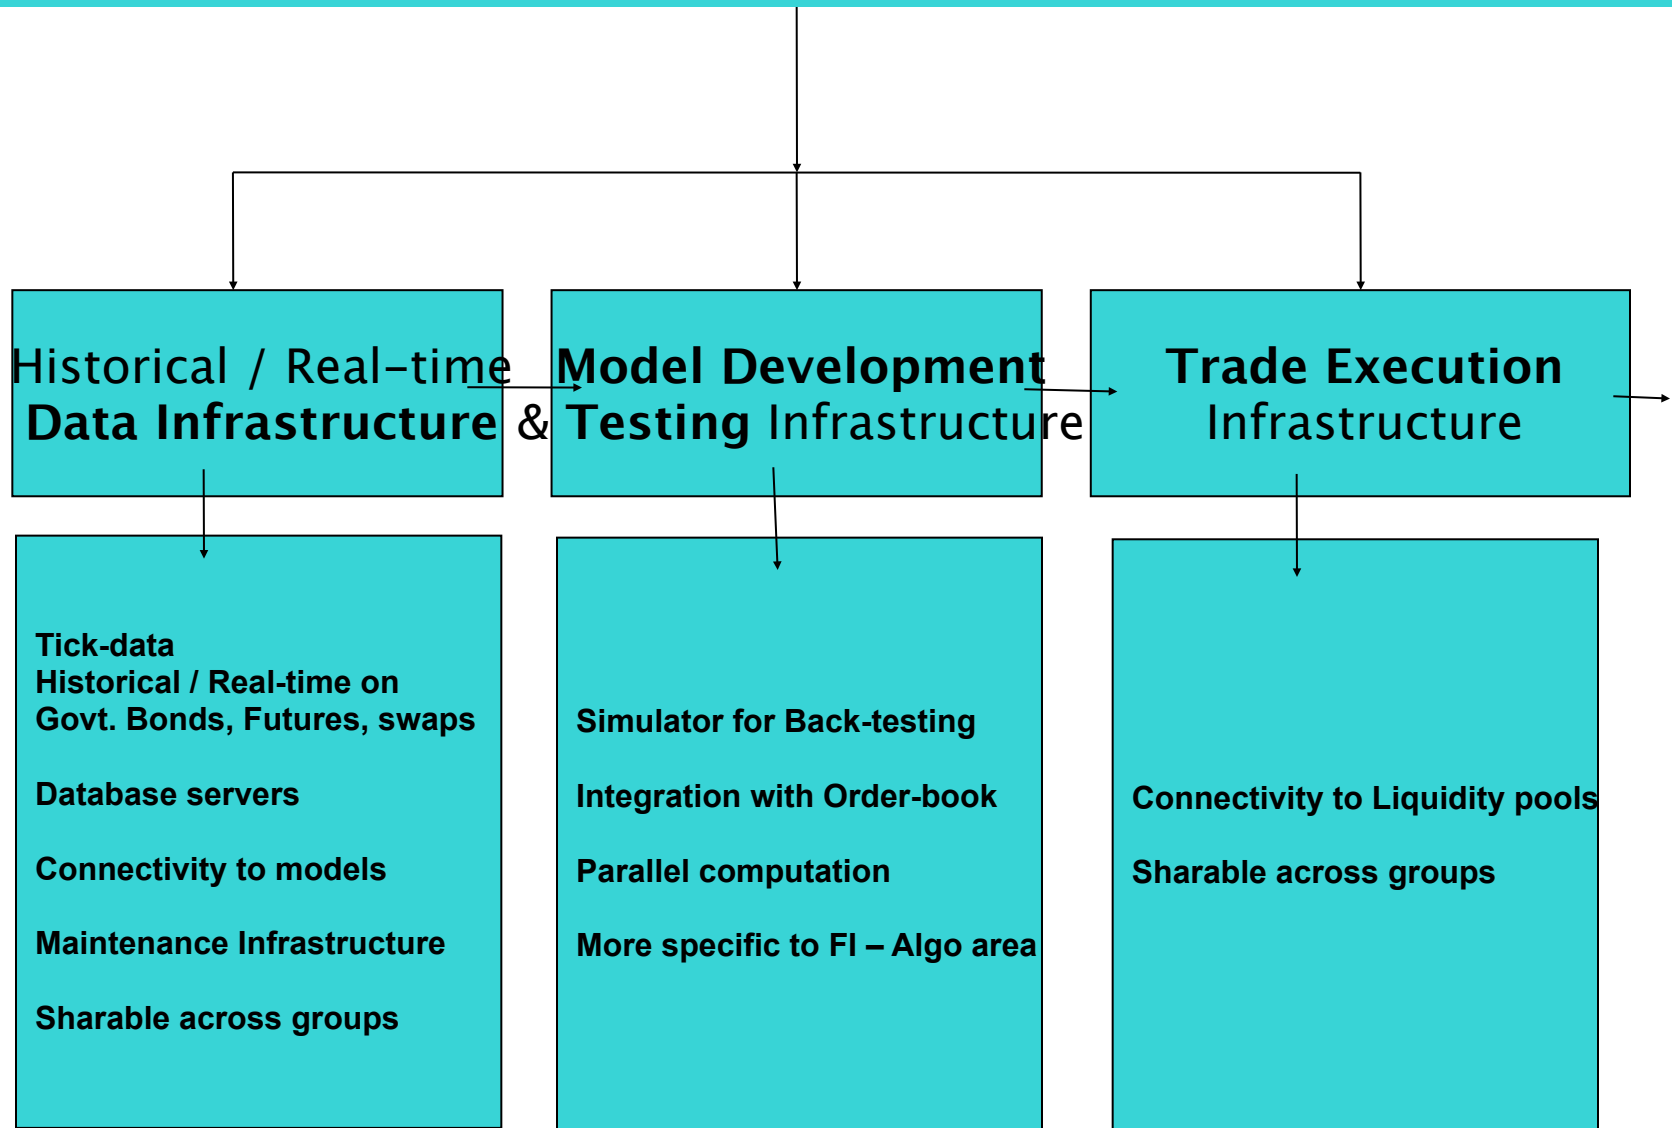 Historical / Real-time
Data Infrastructure
Model Development
& Testing Infrastructure
Trade Execution
Infrastructure
Tick-data
Historical / Real-time on
Govt. Bonds, Futures, swaps
Database servers
Connectivity to models
Maintenance Infrastructure
Sharable across groups
Simulator for Back-testing
Integration with Order-book
Parallel computation
More specific to FI – Algo area
Connectivity to Liquidity pools
Sharable across groups